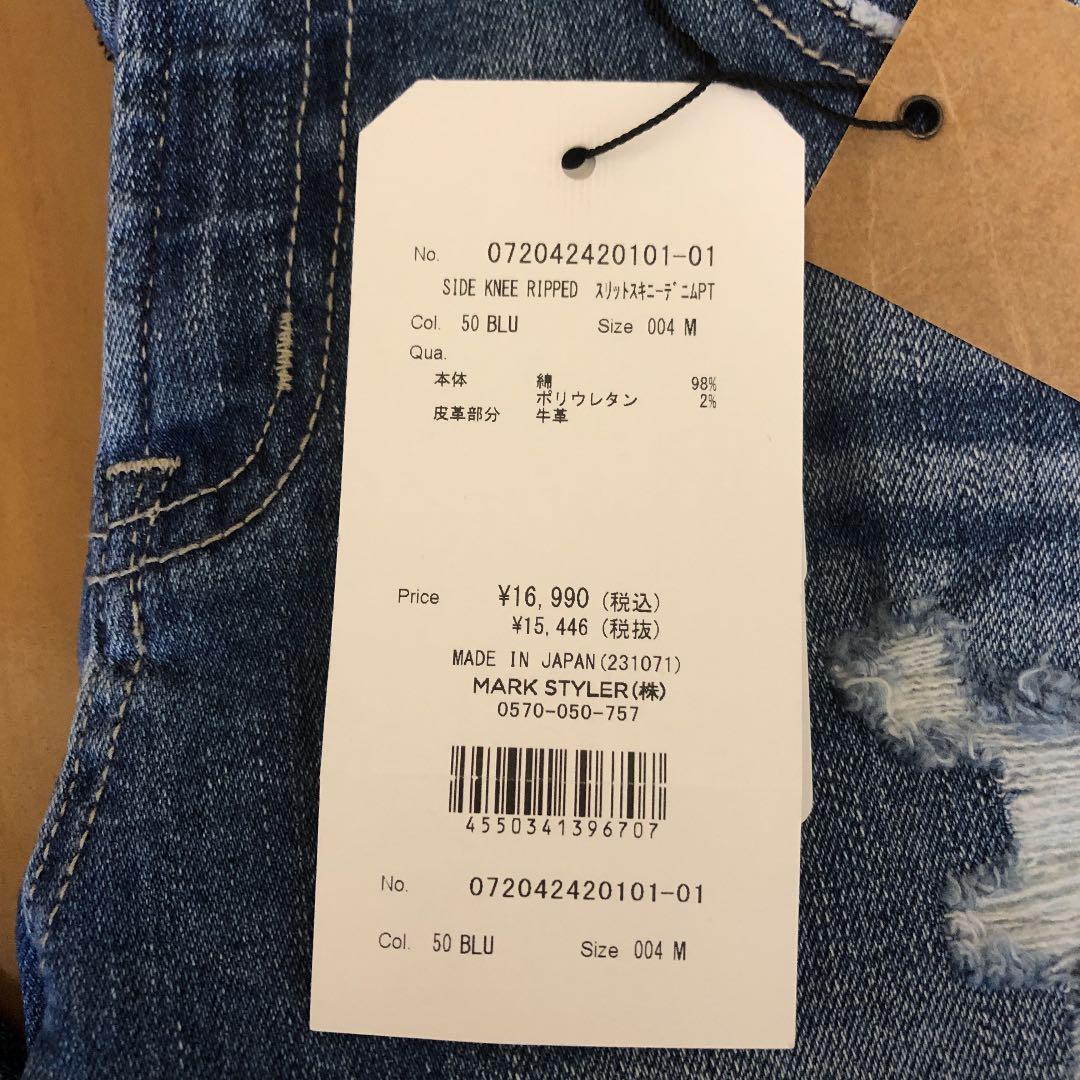 No. 072042420101-01
SIDE KNEE RIPPED ｽﾘｯﾄｽｷﾆｰﾃﾞﾆﾑPT
Col. 50 BLU Size 004 M
Qua.
本体 綿 98%
ポリウレタン 2%
皮革部分 牛革
Price ¥16,990 (税込)
¥15,446 (税抜)
MADE IN JAPAN(231071)
MARK STYLER(株)
0570-050-757
4550341396707
No. 072042420101-01
Col. 50 BLU Size 004 M